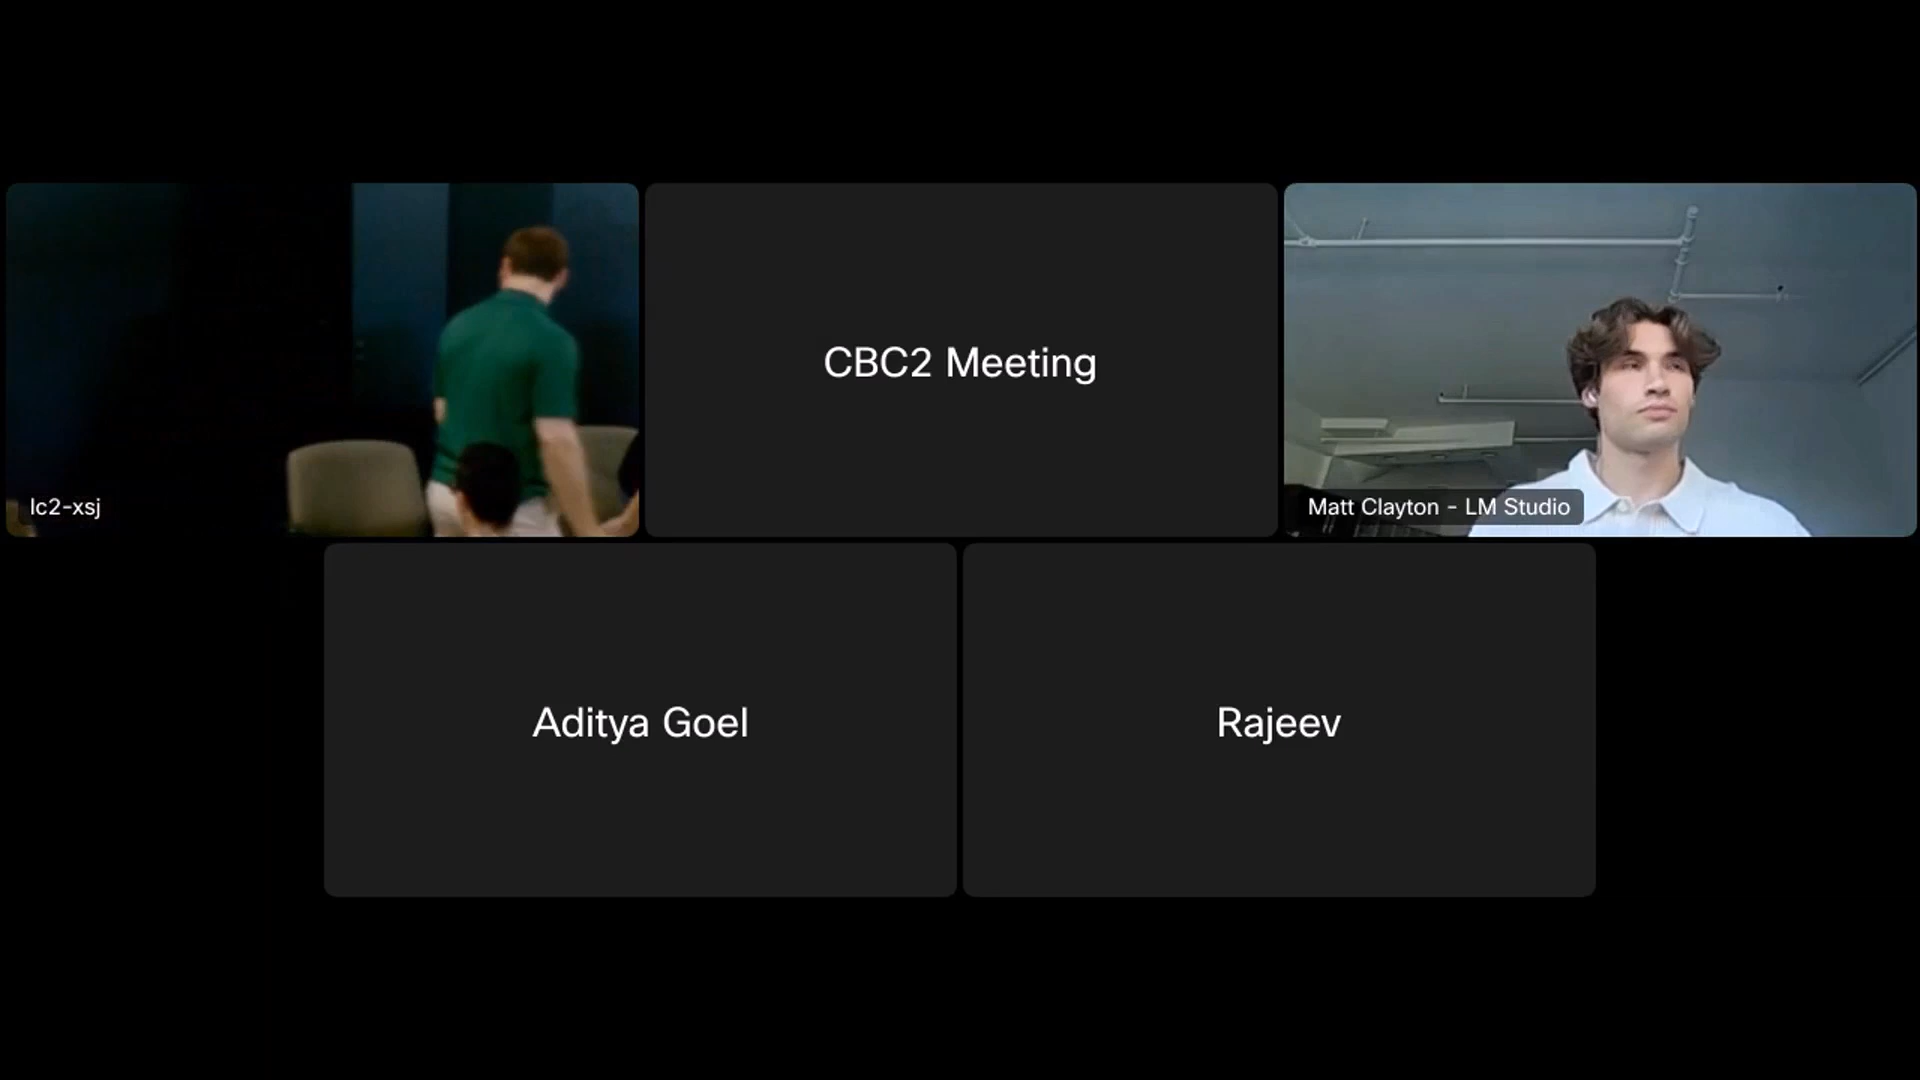 lc2-xsj
CBC2 Meeting
Matt Clayton - LM Studio
Aditya Goel
Rajeev